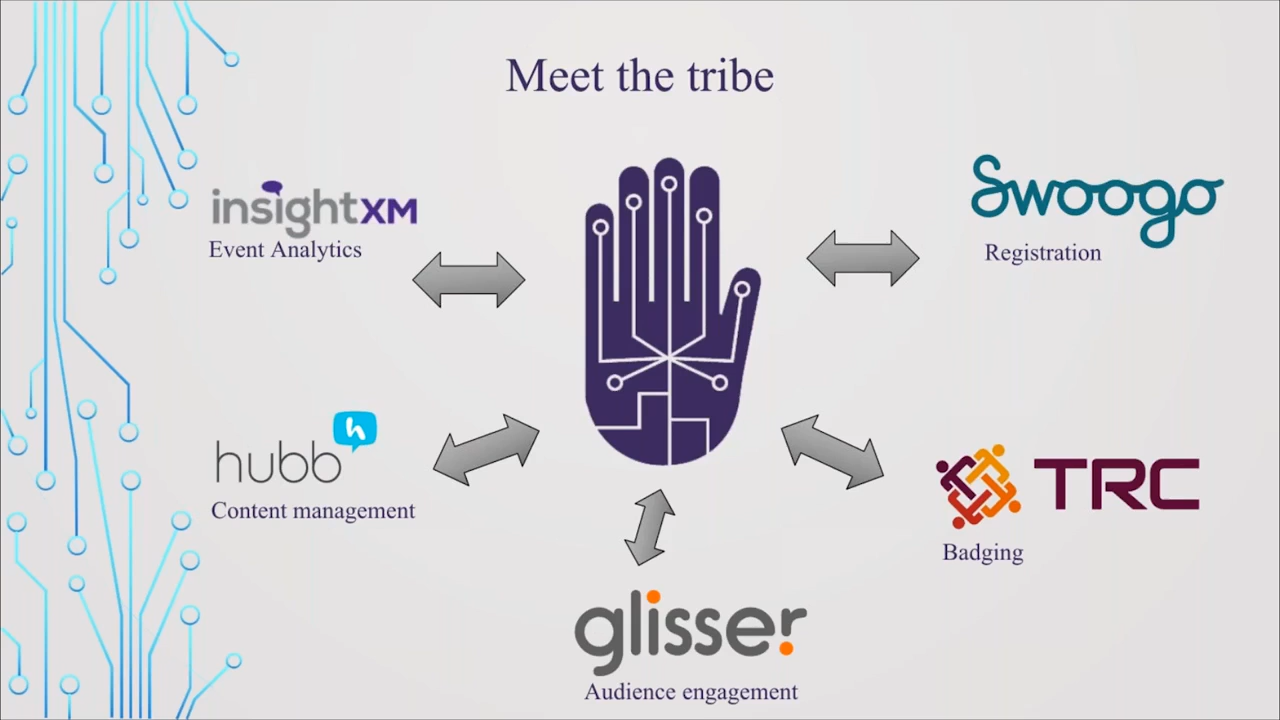 Meet the tribe
insightXM
Event Analytics
Swoogo
Registration
hubb
h
Content management
TRC
Badging
glisser
Audience engagement